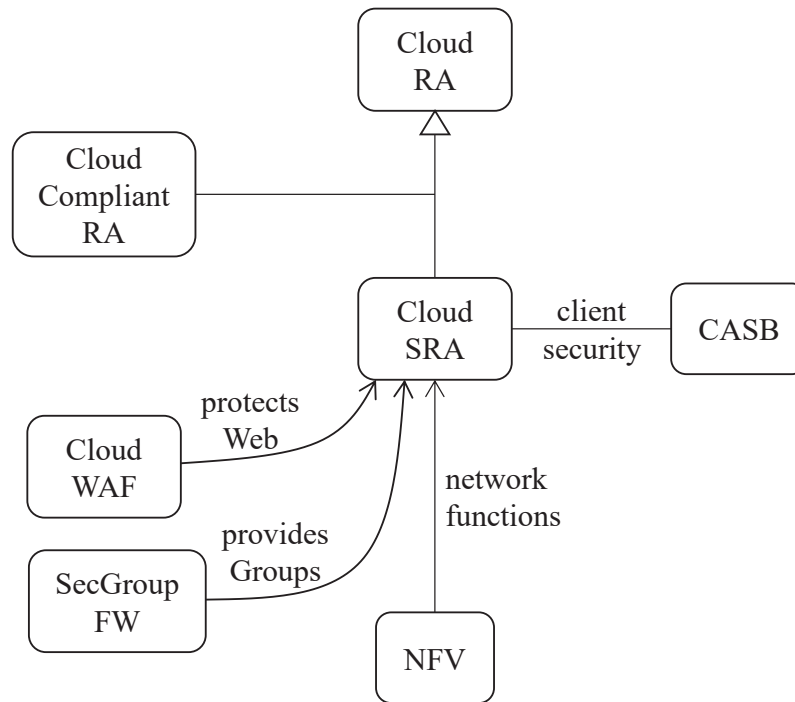 Cloud
RA
Cloud
Compliant
RA
Cloud
SRA
client
security
CASB
protects
Web
Cloud
WAF
network
functions
provides
Groups
SecGroup
FW
NFV